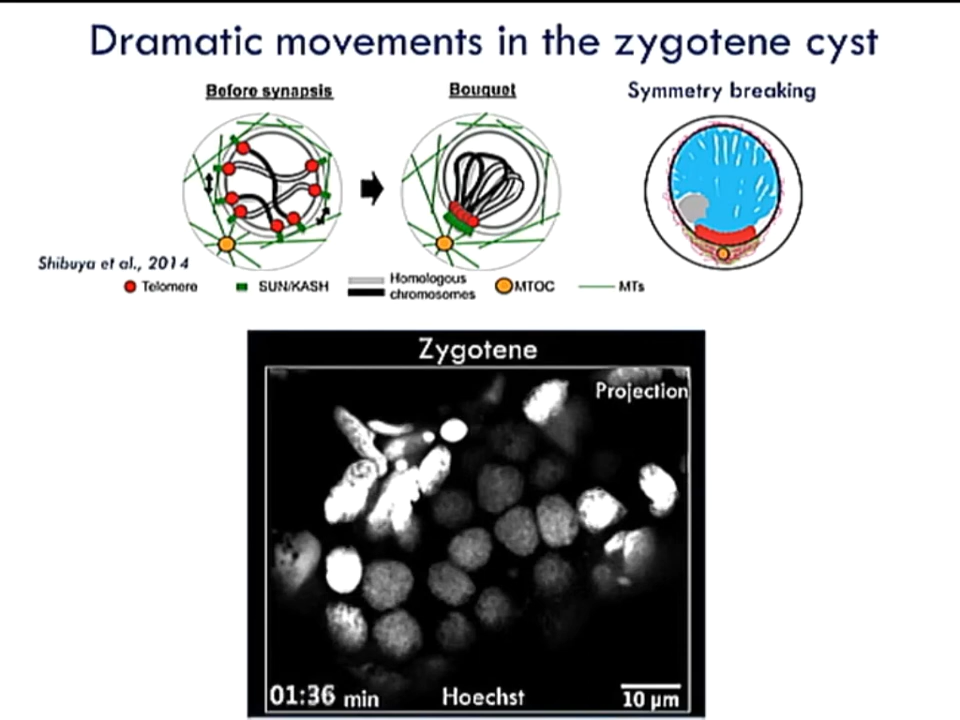 Dramatic movements in the zygotene cyst
Before synapsis
Bouquet
Symmetry breaking
Shibuya et al., 2014
Telomere
SUN/KASH
Homologous
chromosomes
MTOC
MTs
Zygotene
Projection
01:36 min
Hoechst
10 µm